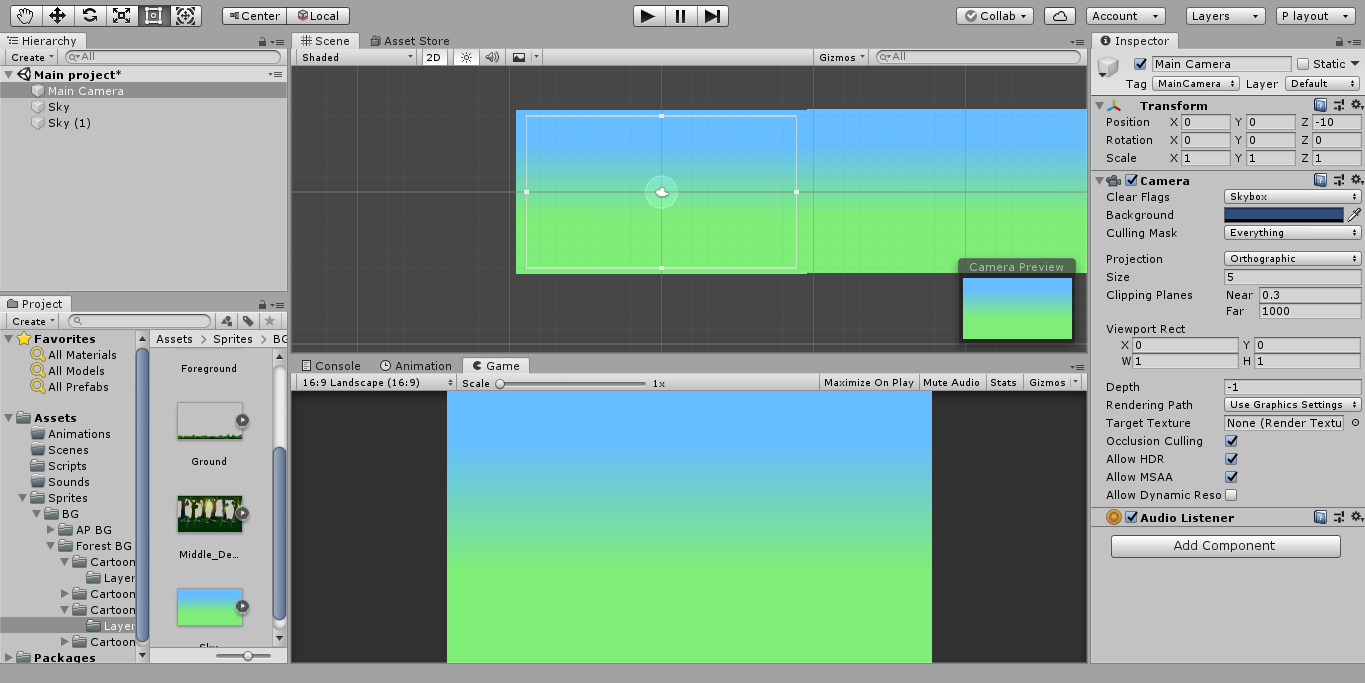 Center Local Collab Account Layers P layout
Hierarchy
Create All
Main project*
Main Camera
Sky
Sky (1)
Scene Asset Store
Shaded 2D Gizmos All
Camera Preview
Project
Create
Favorites
All Materials
All Models
All Prefabs
Assets
Animations
Scenes
Scripts
Sounds
Sprites
BG
AP BG
Forest BG
Cartoon
Layer
Cartoon
Cartoon
Layer
Cartoon
Packages
Assets > Sprites > BG
Foreground
Ground
Middle_De...
Sky
Console Animation Game
16:9 Landscape (16:9) Scale 1x Maximize On Play Mute Audio Stats Gizmos
Inspector
Main Camera Static
Tag MainCamera Layer Default
Transform
Position X 0 Y 0 Z -10
Rotation X 0 Y 0 Z 0
Scale X 1 Y 1 Z 1
Camera
Clear Flags Skybox
Background
Culling Mask Everything
Projection Orthographic
Size 5
Clipping Planes Near 0.3
Far 1000
Viewport Rect
X 0 Y 0
W 1 H 1
Depth -1
Rendering Path Use Graphics Settings
Target Texture None (Render Textu
Occlusion Culling
Allow HDR
Allow MSAA
Allow Dynamic Reso
Audio Listener
Add Component